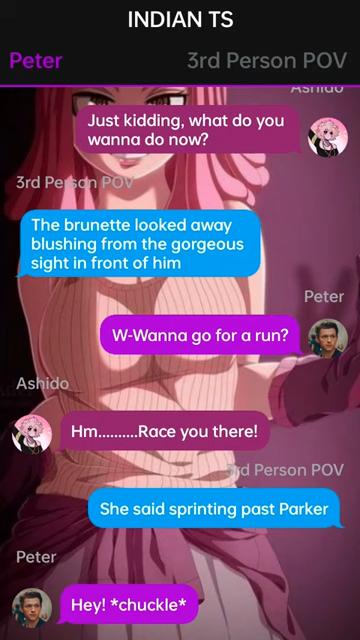 INDIAN TS
Peter
3rd Person POV
Ashido
Just kidding, what do you
wanna do now?
3rd Person POV
The brunette looked away
blushing from the gorgeous
sight in front of him
Peter
W-Wanna go for a run?
Ashido
Hm..........Race you there!
3rd Person POV
She said sprinting past Parker
Peter
Hey! *chuckle*